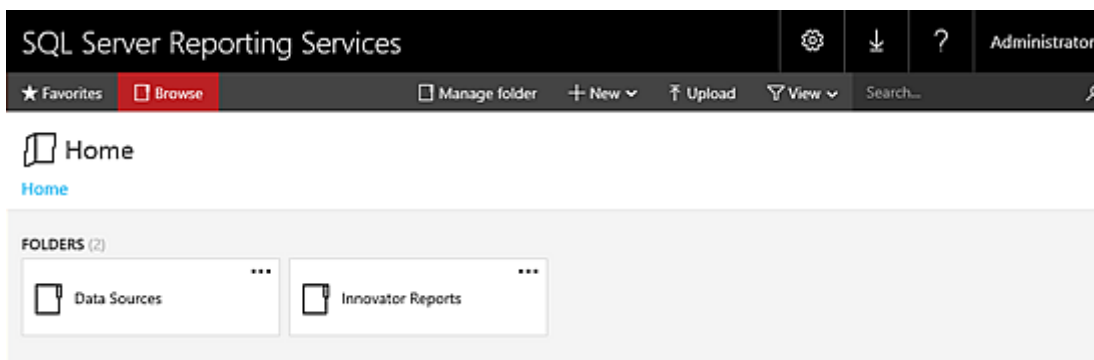 SQL Server Reporting Services ? Administrator
Favorites Browse Manage folder New Upload View Search...
Home
Home
FOLDERS (2)
... ...
Data Sources Innovator Reports